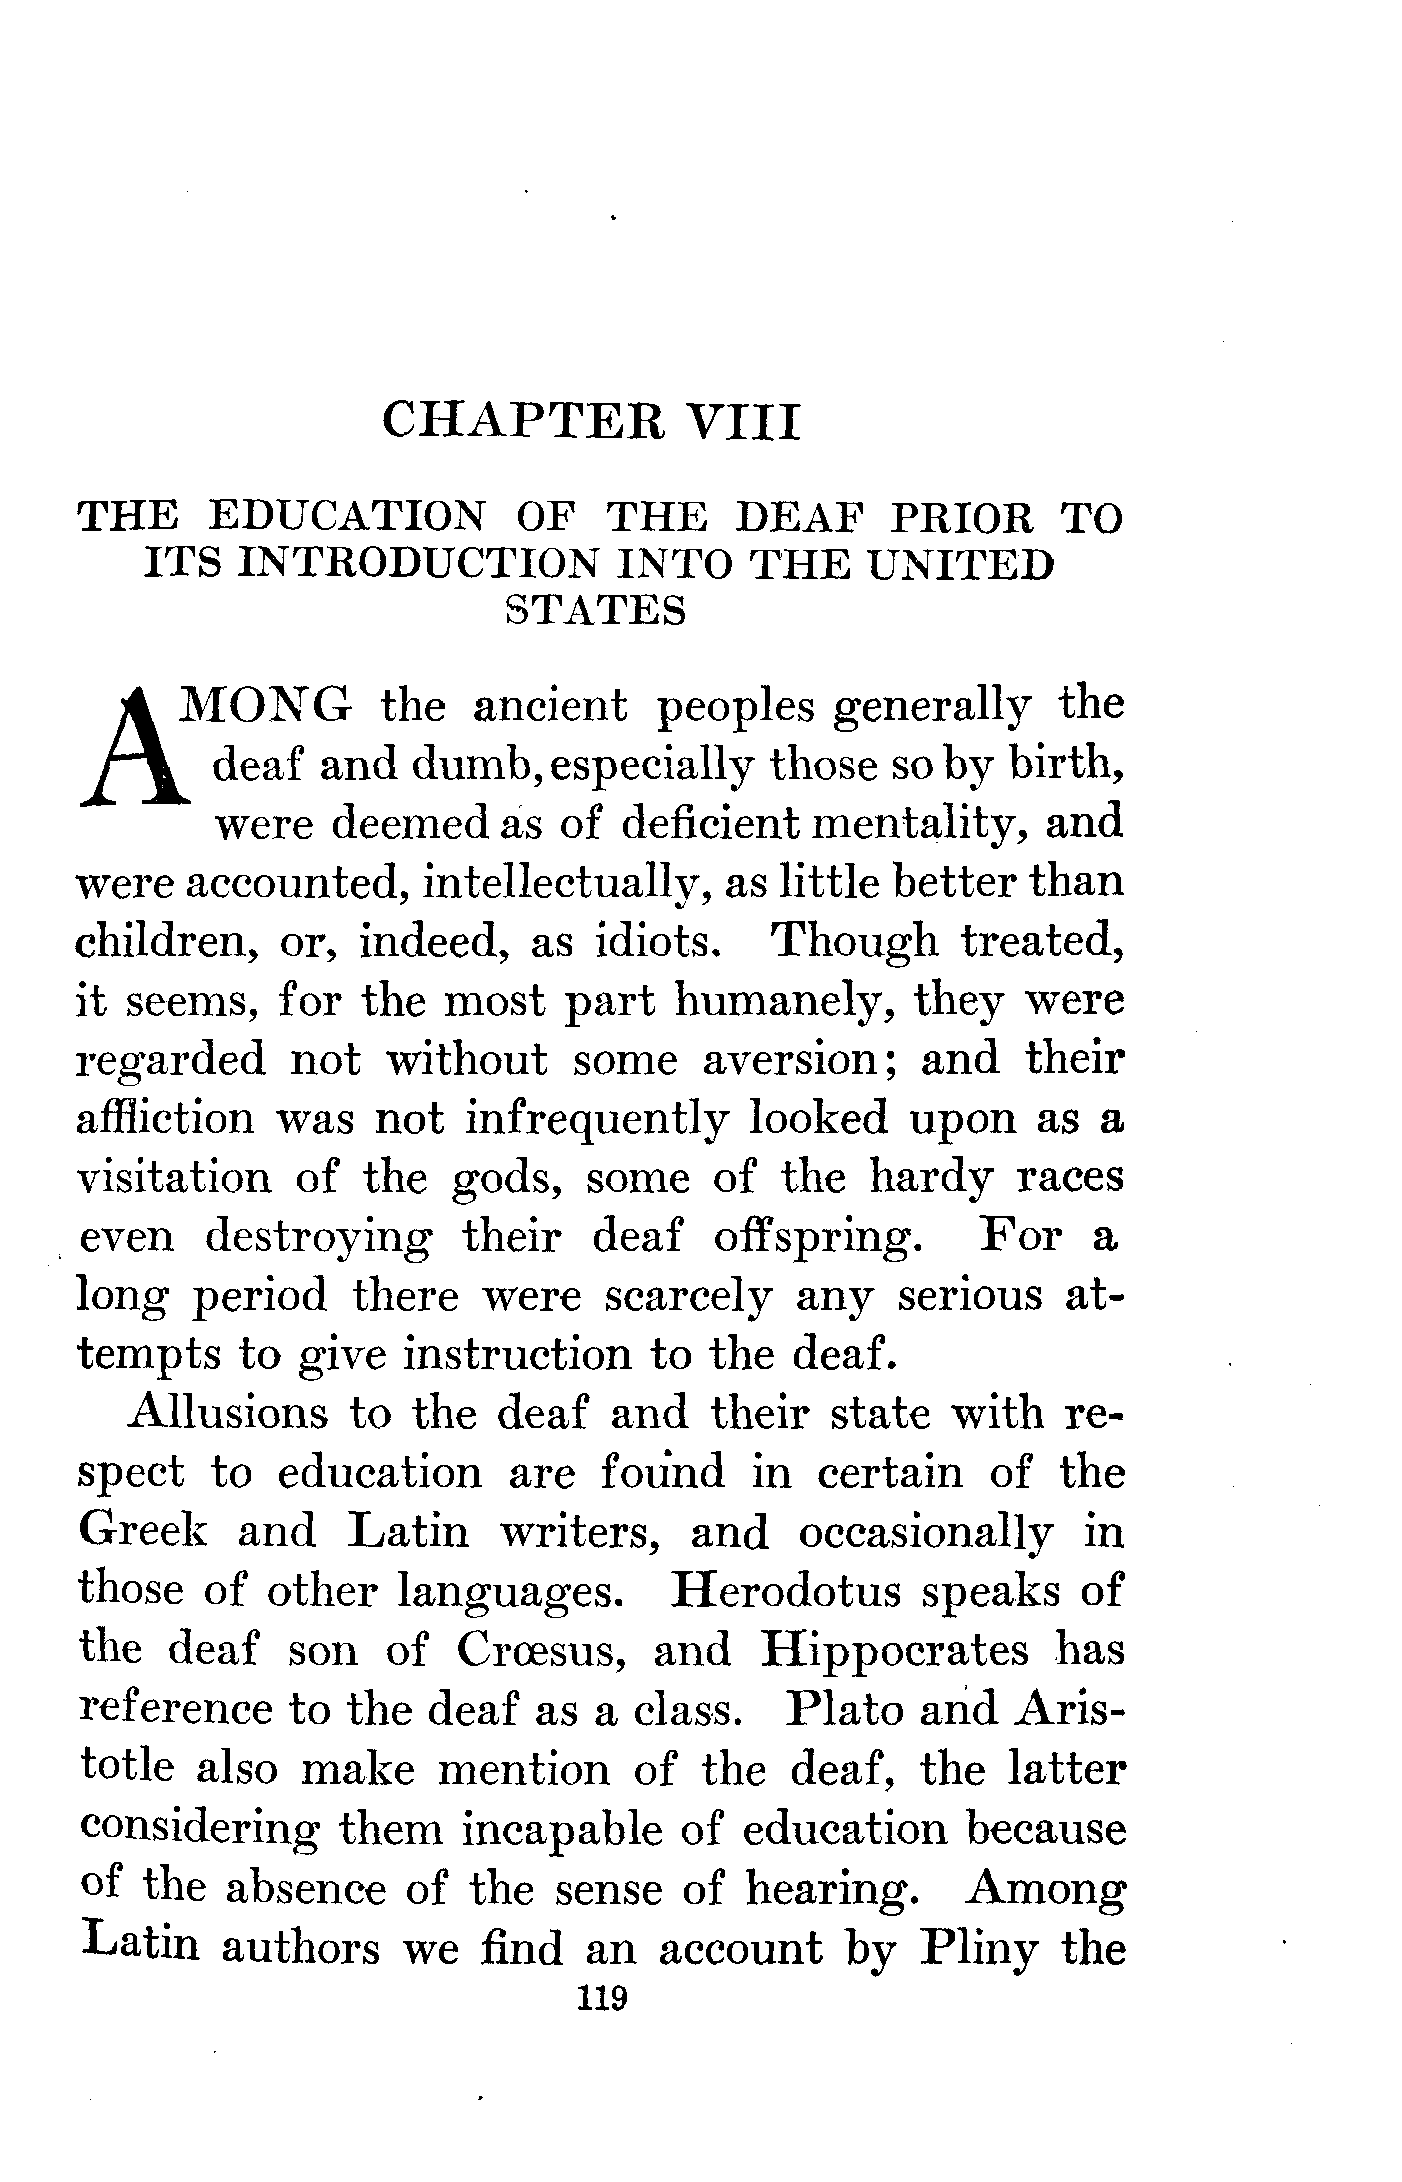 CHAPTER VIII
THE EDUCATION OF THE DEAF PRIOR TO
ITS INTRODUCTION INTO THE UNITED
STATES
AMONG the ancient peoples generally the
deaf and dumb, especially those so by birth,
were deemed as of deficient mentality, and
were accounted, intellectually, as little better than
children, or, indeed, as idiots. Though treated,
it seems, for the most part humanely, they were
regarded not without some aversion; and their
affliction was not infrequently looked upon as a
visitation of the gods, some of the hardy races
even destroying their deaf offspring. For a
long period there were scarcely any serious at-
tempts to give instruction to the deaf.
Allusions to the deaf and their state with re-
spect to education are found in certain of the
Greek and Latin writers, and occasionally in
those of other languages. Herodotus speaks of
the deaf son of Crœsus, and Hippocrates has
reference to the deaf as a class. Plato and Aris-
totle also make mention of the deaf, the latter
considering them incapable of education because
of the absence of the sense of hearing. Among
Latin authors we find an account by Pliny the
119